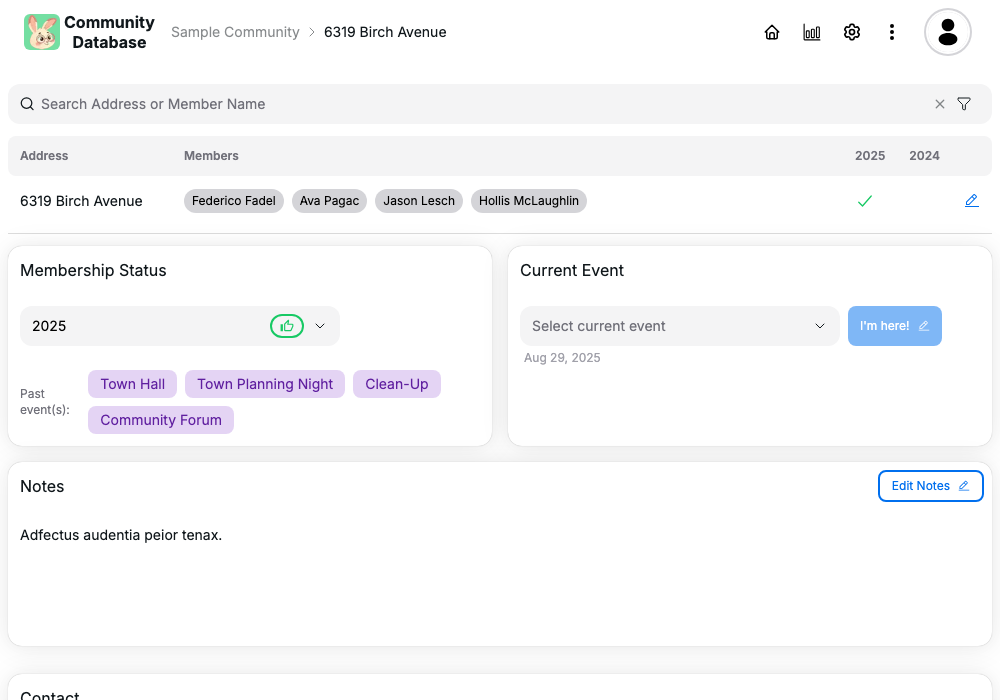 Community
Database
Sample Community
6319 Birch Avenue
Search Address or Member Name
Address
Members
2025
2024
6319 Birch Avenue
Federico Fadel
Ava Pagac
Jason Lesch
Hollis McLaughlin
Membership Status
2025
Past
event(s):
Town Hall
Town Planning Night
Clean-Up
Community Forum
Current Event
Select current event
I'm here!
Aug 29, 2025
Notes
Edit Notes
Adfectus audentia peior tenax.
Contact